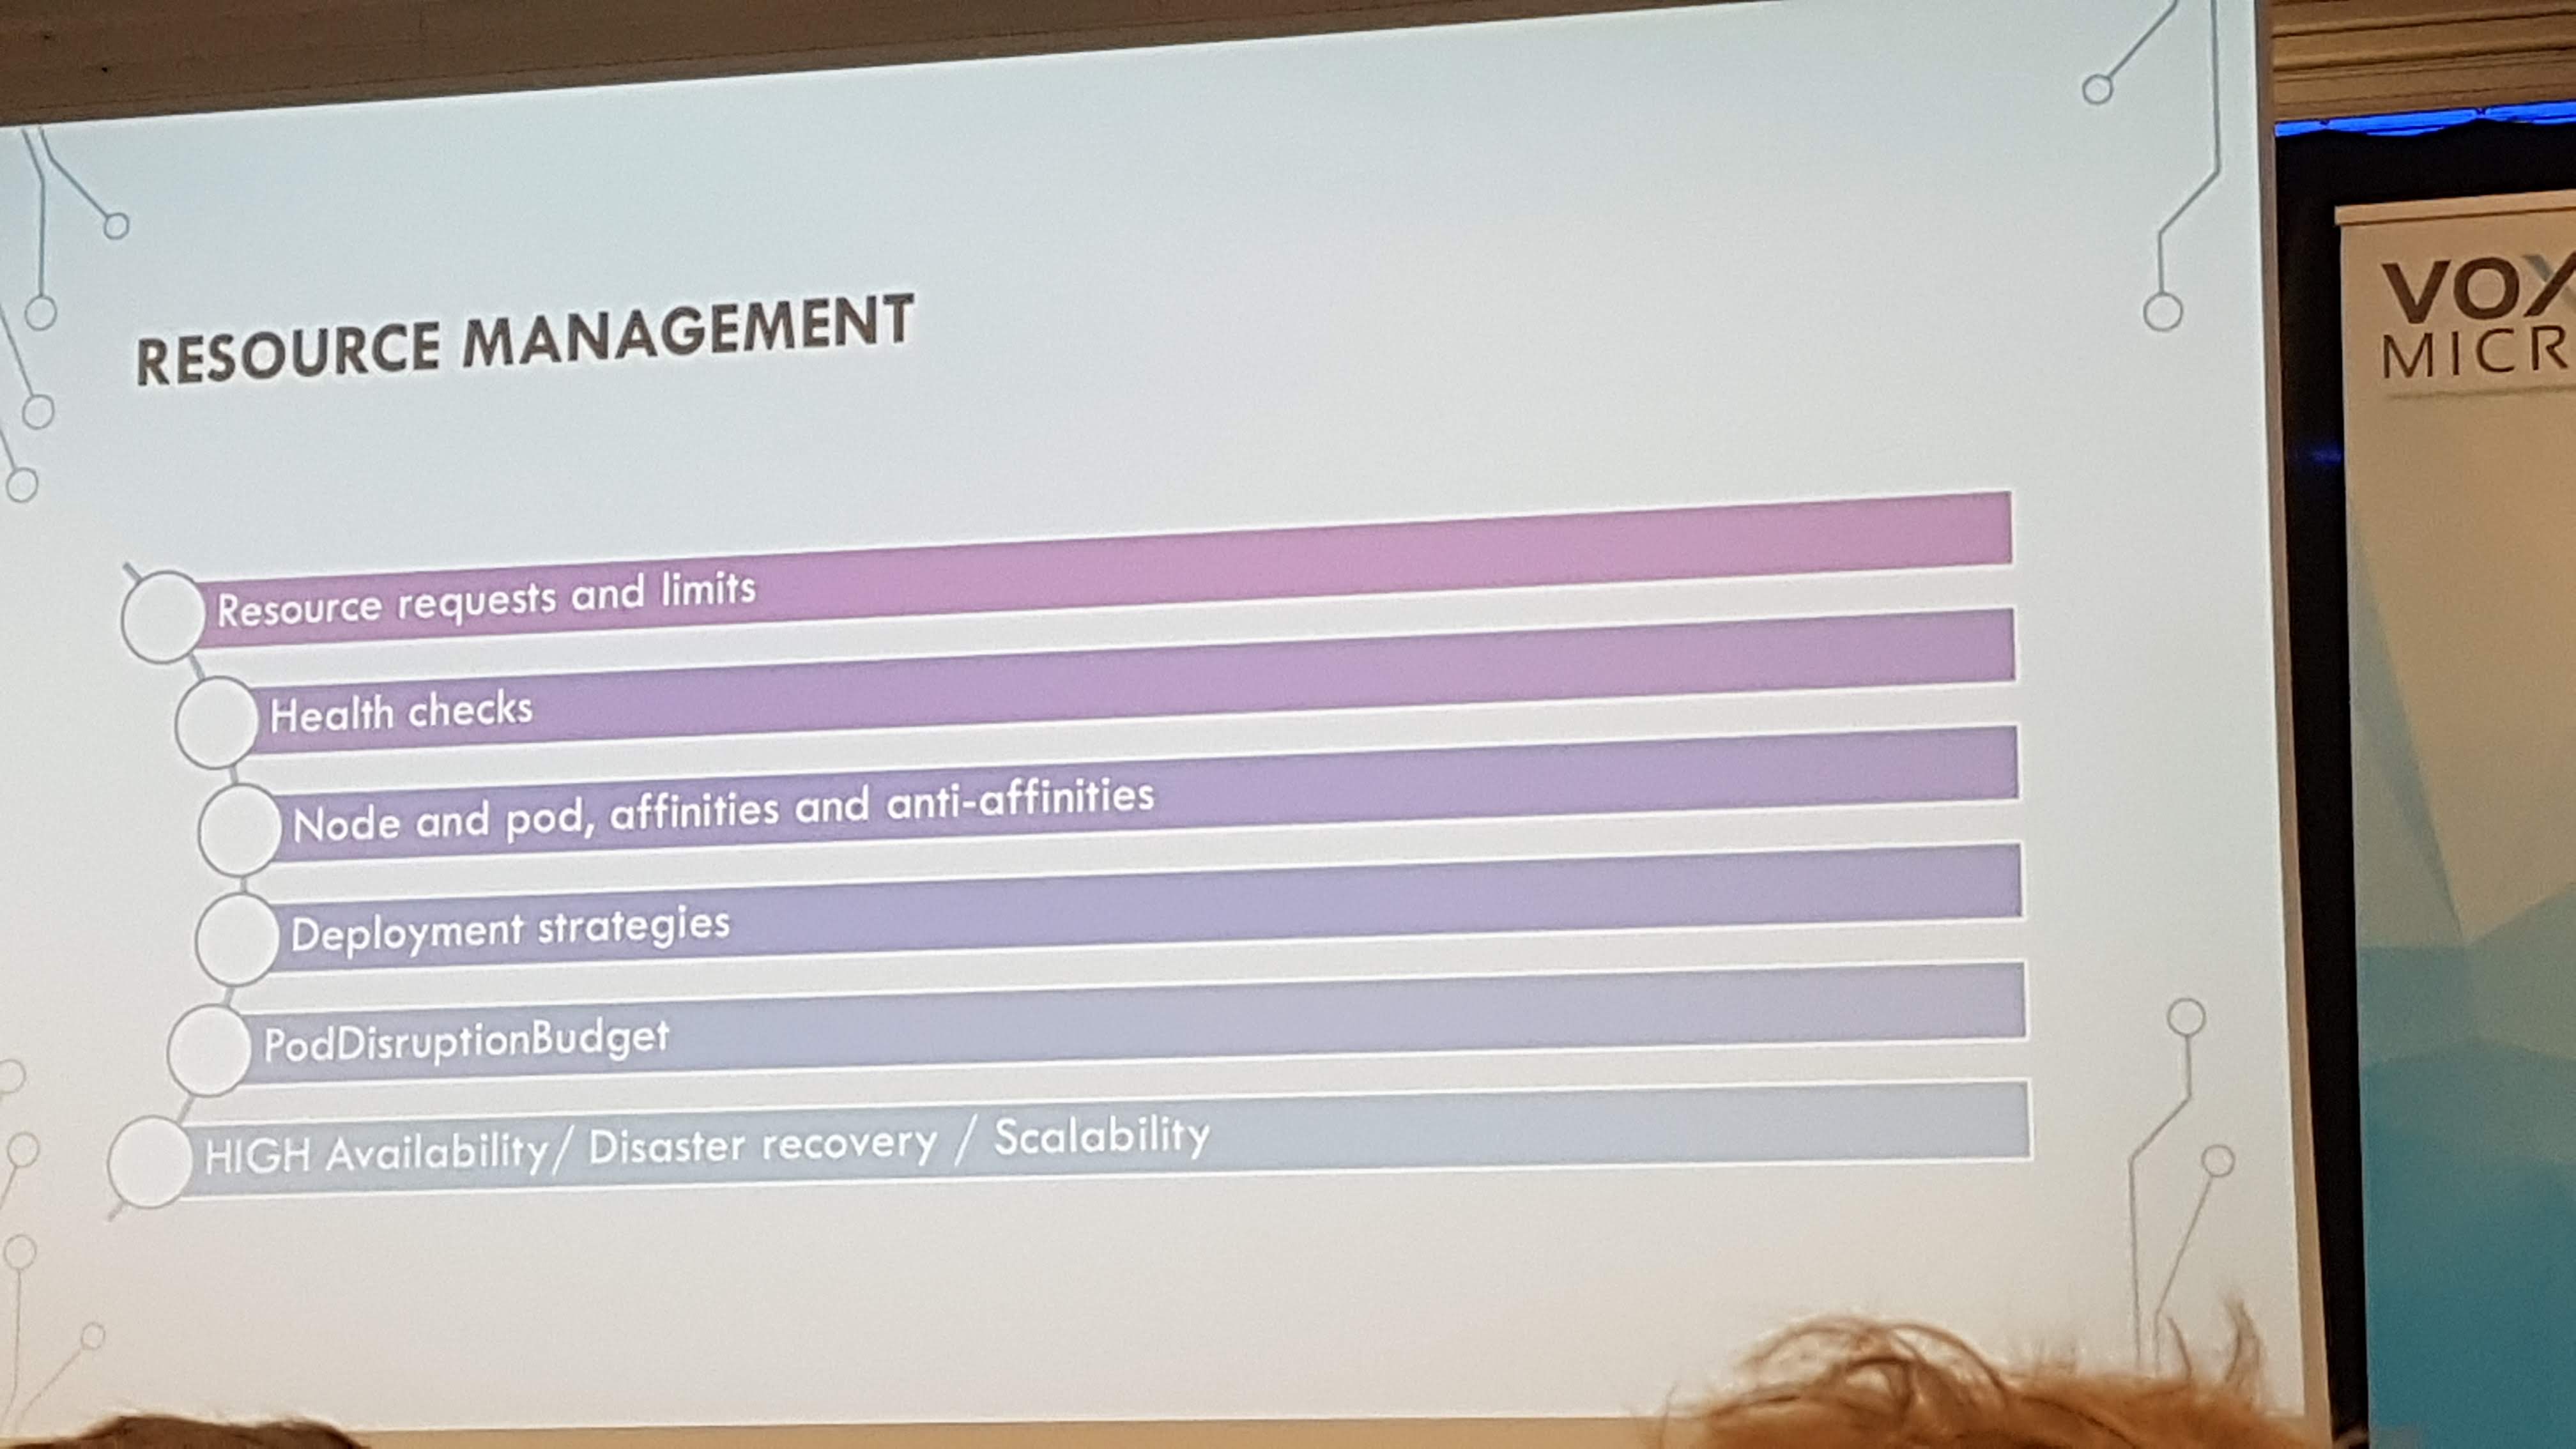 RESOURCE MANAGEMENT
Resource requests and limits
Health checks
Node and pod, affinities and anti-affinities
Deployment strategies
PodDisruptionBudget
HIGH Availability/ Disaster recovery / Scalability
VOX
MICR